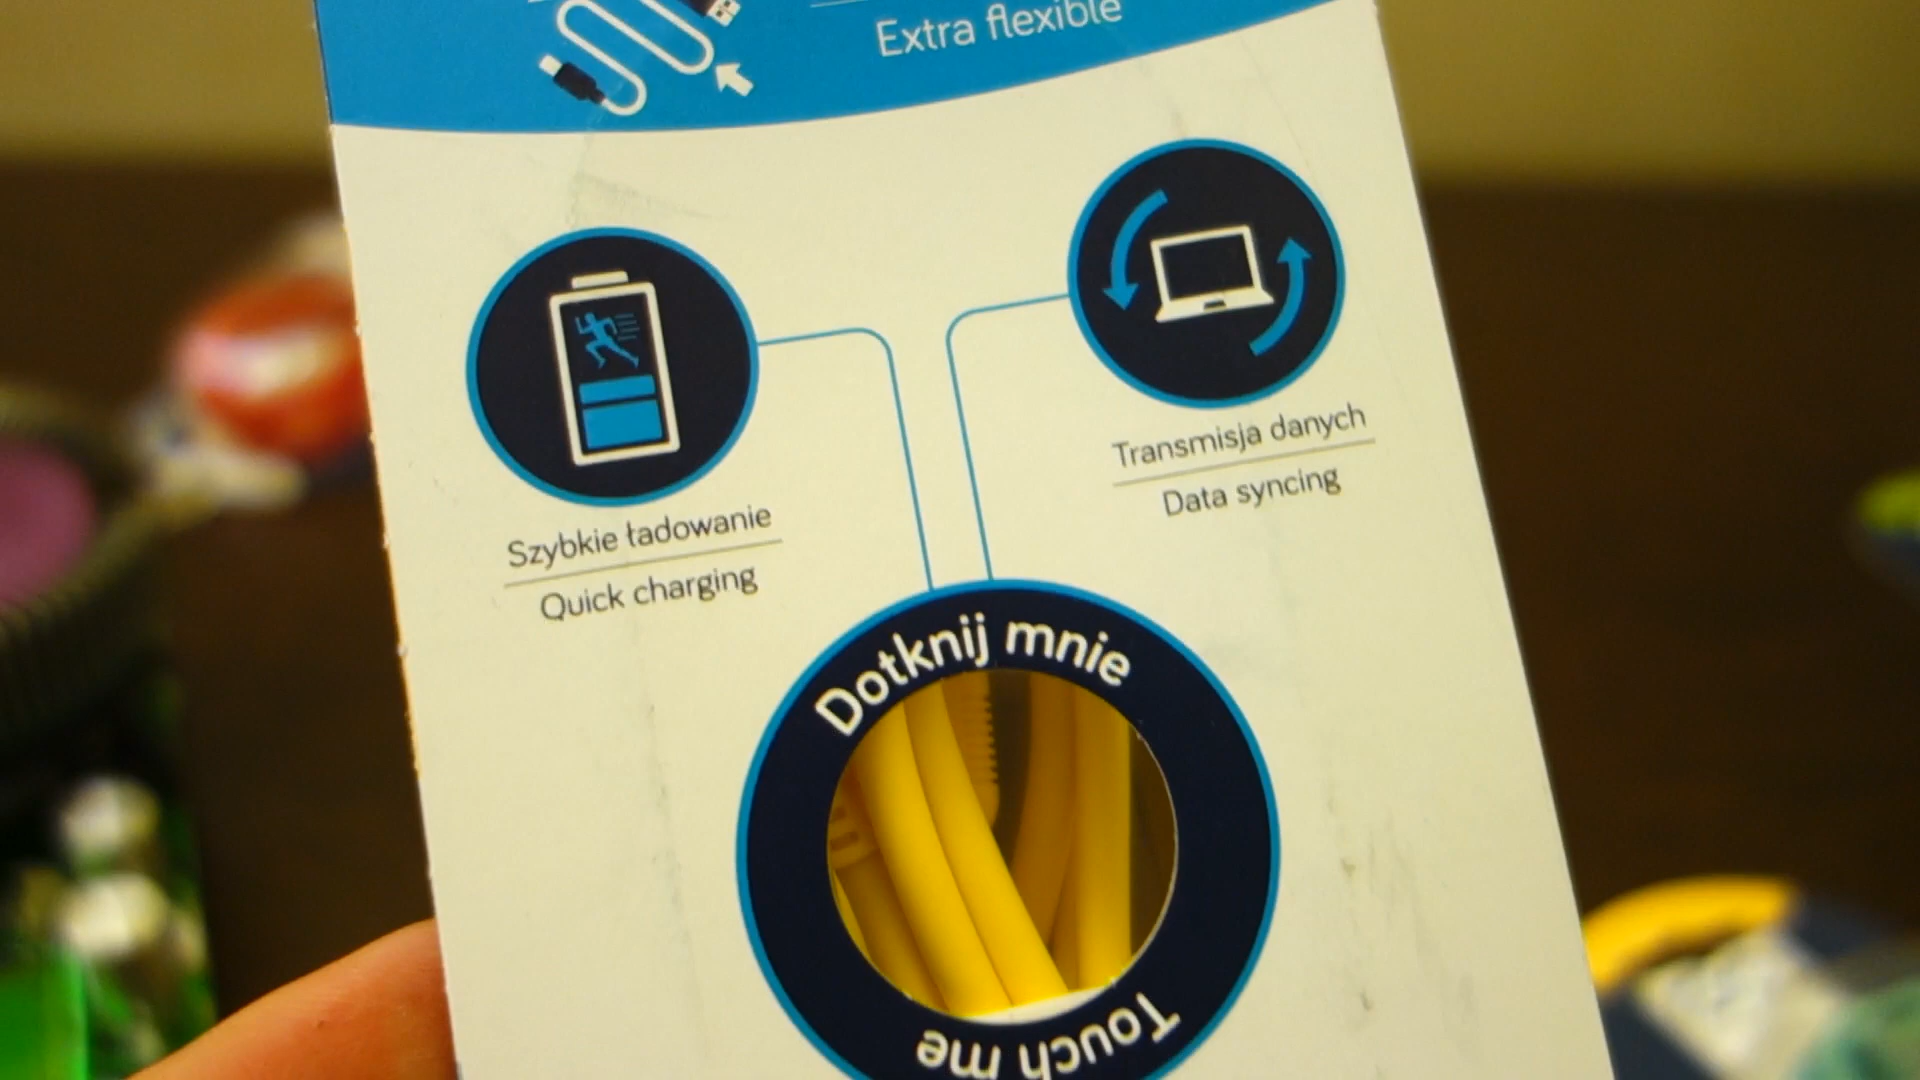 Extra flexible
Transmisja danych
Data syncing
Szybkie ładowanie
Quick charging
Dotknij mnie
Touch me